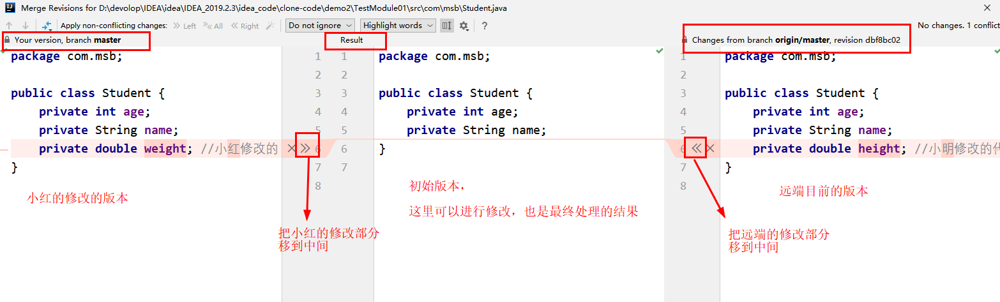 Merge Revisions for D:\devolop\IDEA\idea\IDEA_2019.2.3\idea_code\clone-code\demo2\TestModule01\src\com\msb\Student.java
Apply non-conflicting changes: Left All Right Do not ignore Highlight words ? No changes. 1 conflict
Your version, branch master
Result
Changes from branch origin/master, revision dbf8bc02
package com.msb;
public class Student {
private int age;
private String name;
private double weight; //小红修改的
}
1
2
3
4
5
6
7
8
1
2
3
4
5
6
7
package com.msb;
public class Student {
private int age;
private String name;
}
1
2
3
4
5
6
7
8
package com.msb;
public class Student {
private int age;
private String name;
private double height; //小明修改的代
}
小红的修改的版本
把小红的修改部分
移到中间
初始版本，
这里可以进行修改，也是最终处理的结果
远端目前的版本
把远端的修改部分
移到中间